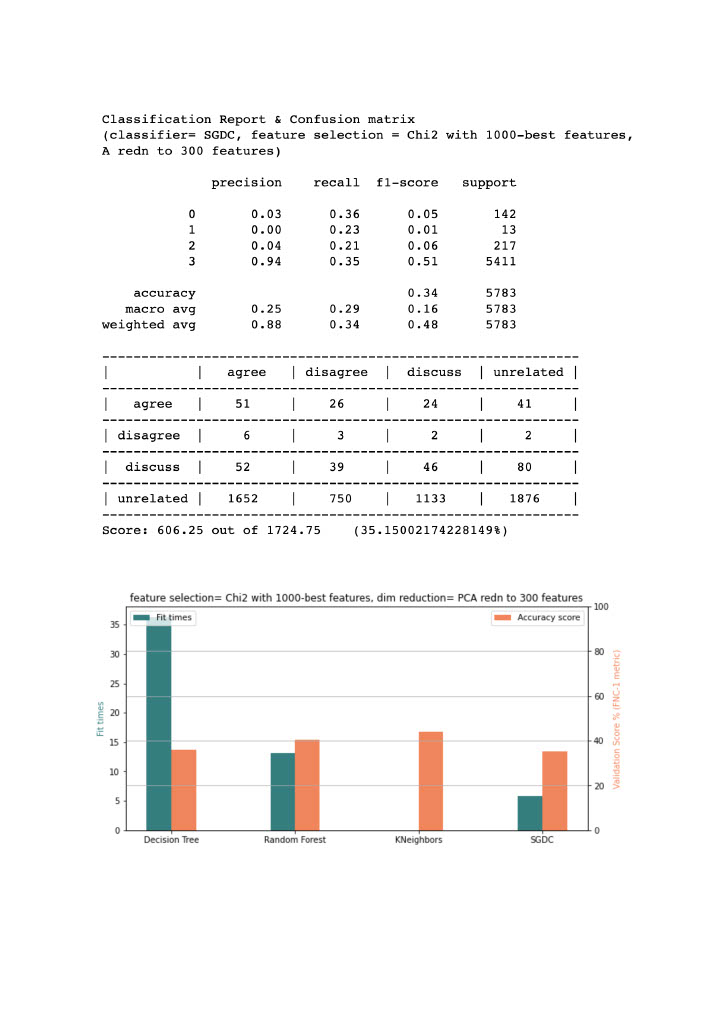 Classification Report & Confusion matrix
(classifier= SGDC, feature selection = Chi2 with 1000-best features,
A redn to 300 features)
precision recall f1-score support
0 0.03 0.36 0.05 142
1 0.00 0.23 0.01 13
2 0.04 0.21 0.06 217
3 0.94 0.35 0.51 5411
accuracy 0.34 5783
macro avg 0.25 0.29 0.16 5783
weighted avg 0.88 0.34 0.48 5783
| | agree | disagree | discuss | unrelated |
| agree | 51 | 26 | 24 | 41 |
| disagree | 6 | 3 | 2 | 2 |
| discuss | 52 | 39 | 46 | 80 |
| unrelated | 1652 | 750 | 1133 | 1876 |
Score: 606.25 out of 1724.75 (35.15002174228149%)
feature selection= Chi2 with 1000-best features, dim reduction= PCA redn to 300 features
Fit times
Accuracy score
35
30
25
20
15
10
5
0
Fit times
100
80
60
40
20
0
Validation Score % (FNC-1 metric)
Decision Tree Random Forest KNeighbors SGDC